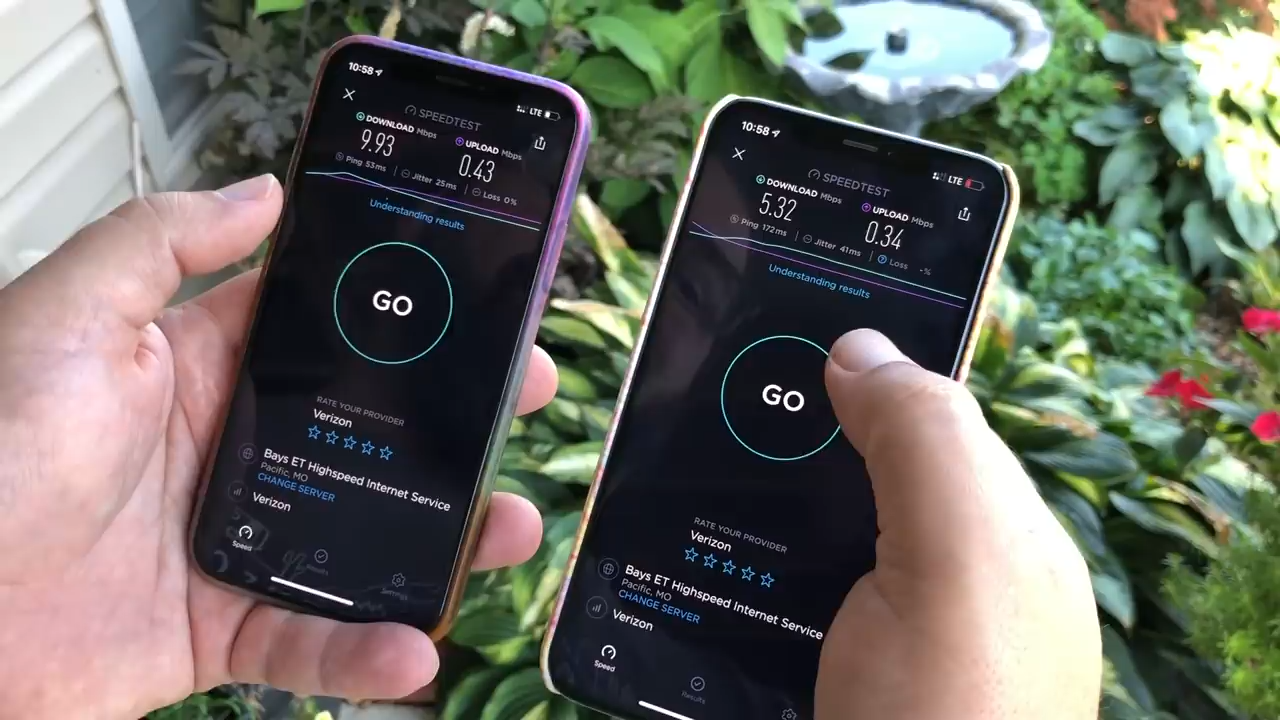 10:58
LTE
SPEEDTEST
DOWNLOAD Mbps
9.93
UPLOAD Mbps
0.43
Ping 53ms
Jitter 25ms
Loss 0%
Understanding results
GO
RATE YOUR PROVIDER
Verizon
Bays ET Highspeed Internet Service
Pacific, MO
CHANGE SERVER
Verizon
Speed
Results
Settings
10:58
LTE
SPEEDTEST
DOWNLOAD Mbps
5.32
UPLOAD Mbps
0.34
Ping 172ms
Jitter 41ms
Loss -%
Understanding results
GO
RATE YOUR PROVIDER
Verizon
Bays ET Highspeed Internet Service
Pacific, MO
CHANGE SERVER
Verizon
Speed
Results